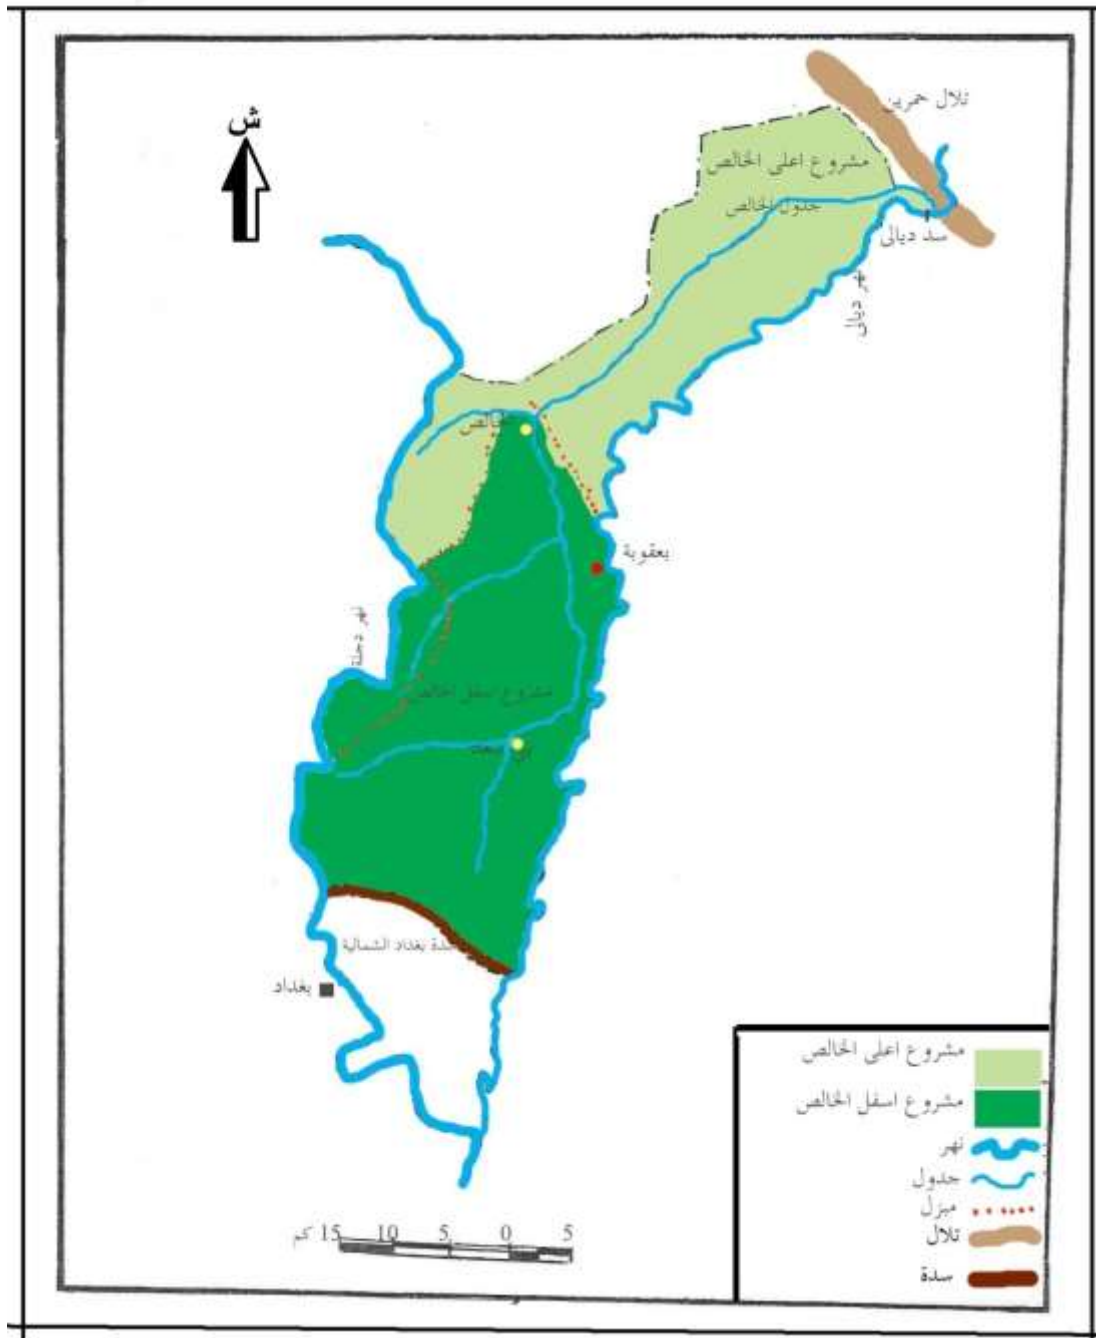 ش
تلال حمرين
مشروع اعلى الخالص
جدول الخالص
سد ديالى
نهر ديالى
الخالص
بعقوبة
نهر دجلة
مشروع اسفل الخالص
سدة بغداد الشمالية
بغداد
مشروع اعلى الخالص
مشروع اسفل الخالص
نهر
جدول
مبزل
تلال
سدة
5 0 5 10 15 كم